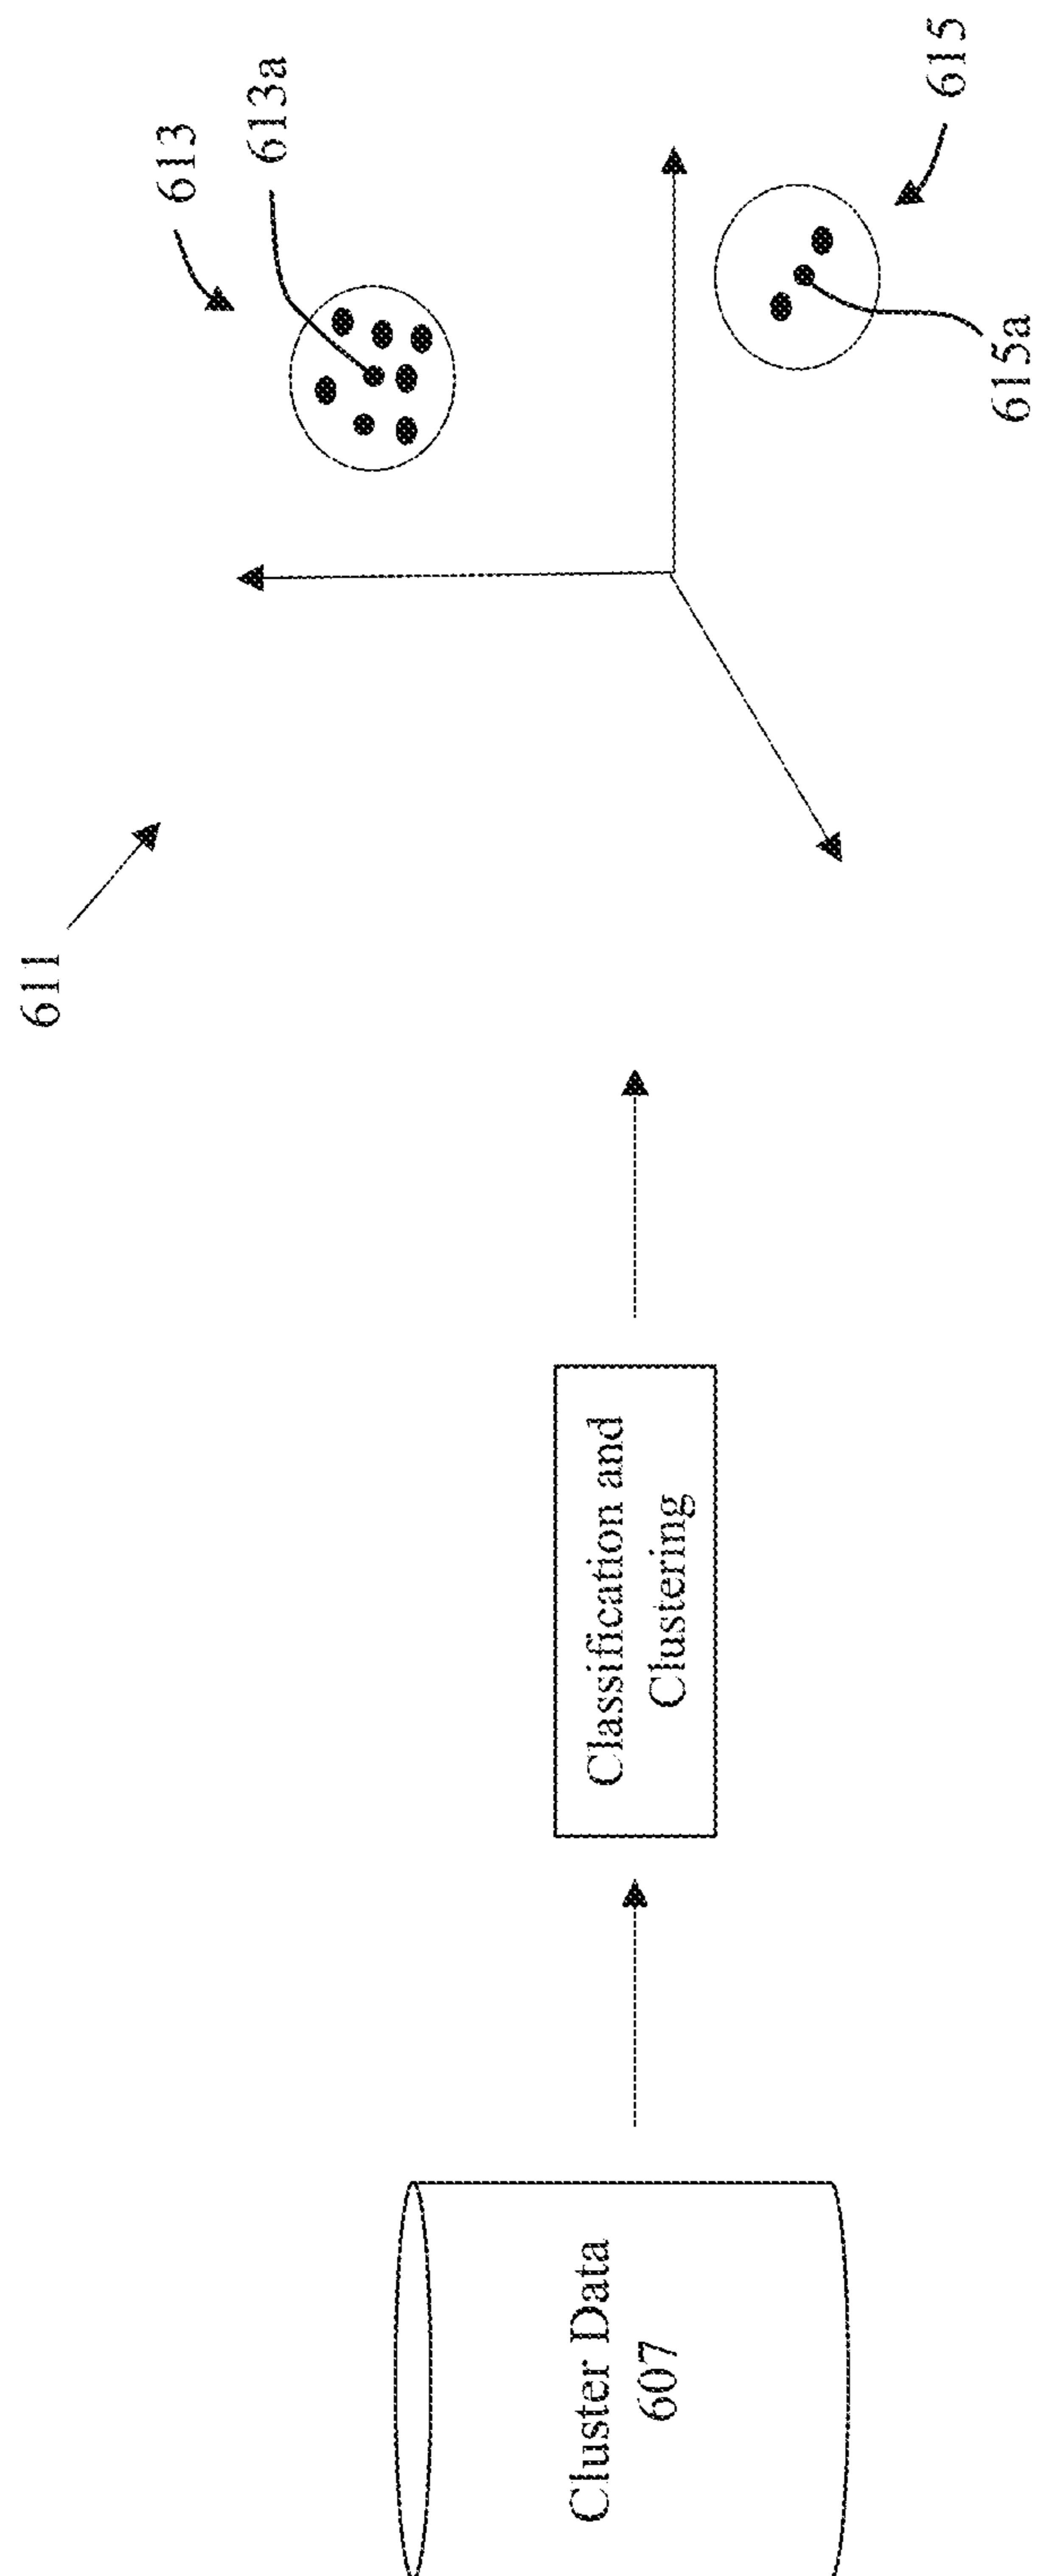 Cluster Data
607
Classification and
Clustering
611
613
613a
615
615a